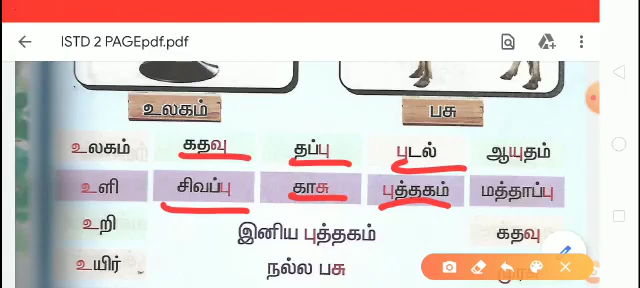 ISTD 2 PAGEpdf.pdf
உலகம் பசு
உலகம் கதவு தப்பு புடல் ஆயுதம்
உளி சிவப்பு காசு புத்தகம் மத்தாப்பு
உறி இனிய புத்தகம் கதவு
உயிர் நல்ல பசு